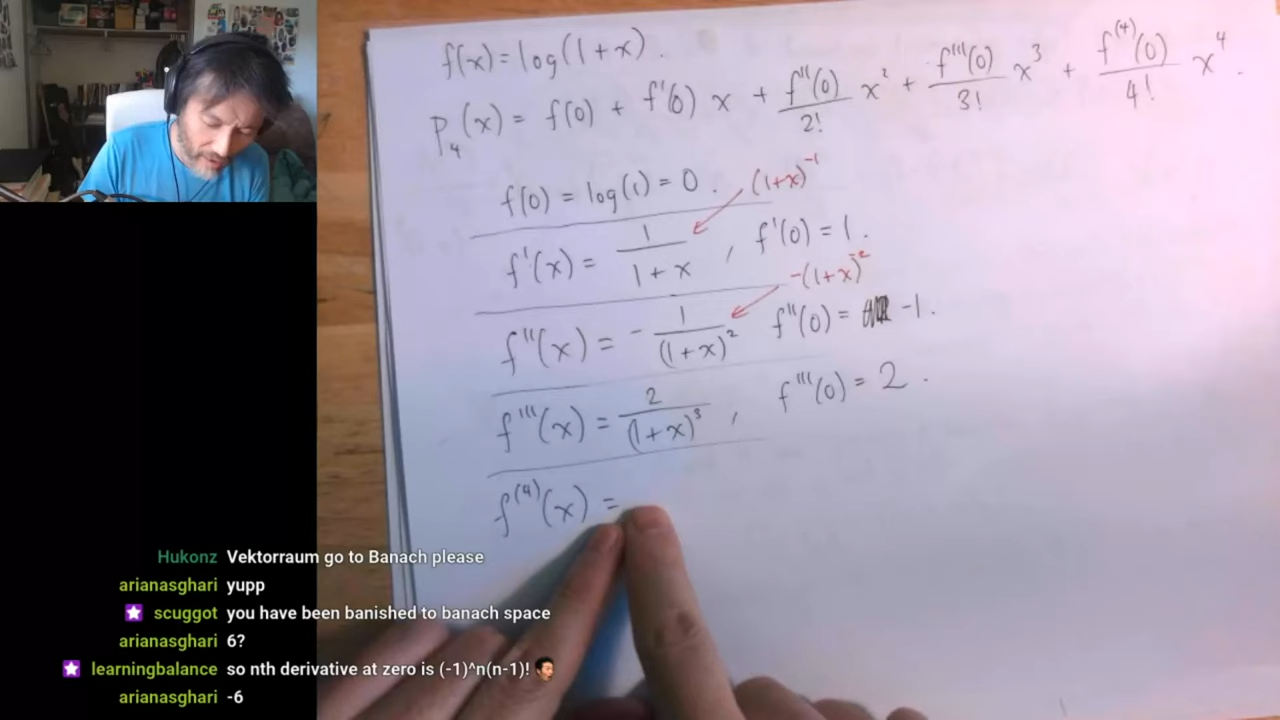 f(x) = log(1+x).
P₄(x) = f(0) + f'(0) x + f''(0)/2! x² + f'''(0)/3! x³ + f⁽⁴⁾(0)/4! x⁴.
f(0) = log(1) = 0.
(1+x)⁻¹
f'(x) = 1/(1+x), f'(0) = 1.
-(1+x)⁻²
f''(x) = - 1/(1+x)² f''(0) = -1.
f'''(x) = 2/(1+x)³, f'''(0) = 2.
f⁽⁴⁾(x) =
Hukonz Vektorraum go to Banach please
arianasghari yupp
scuggot you have been banished to banach space
arianasghari 6?
learningbalance so nth derivative at zero is (-1)^n(n-1)!
arianasghari -6